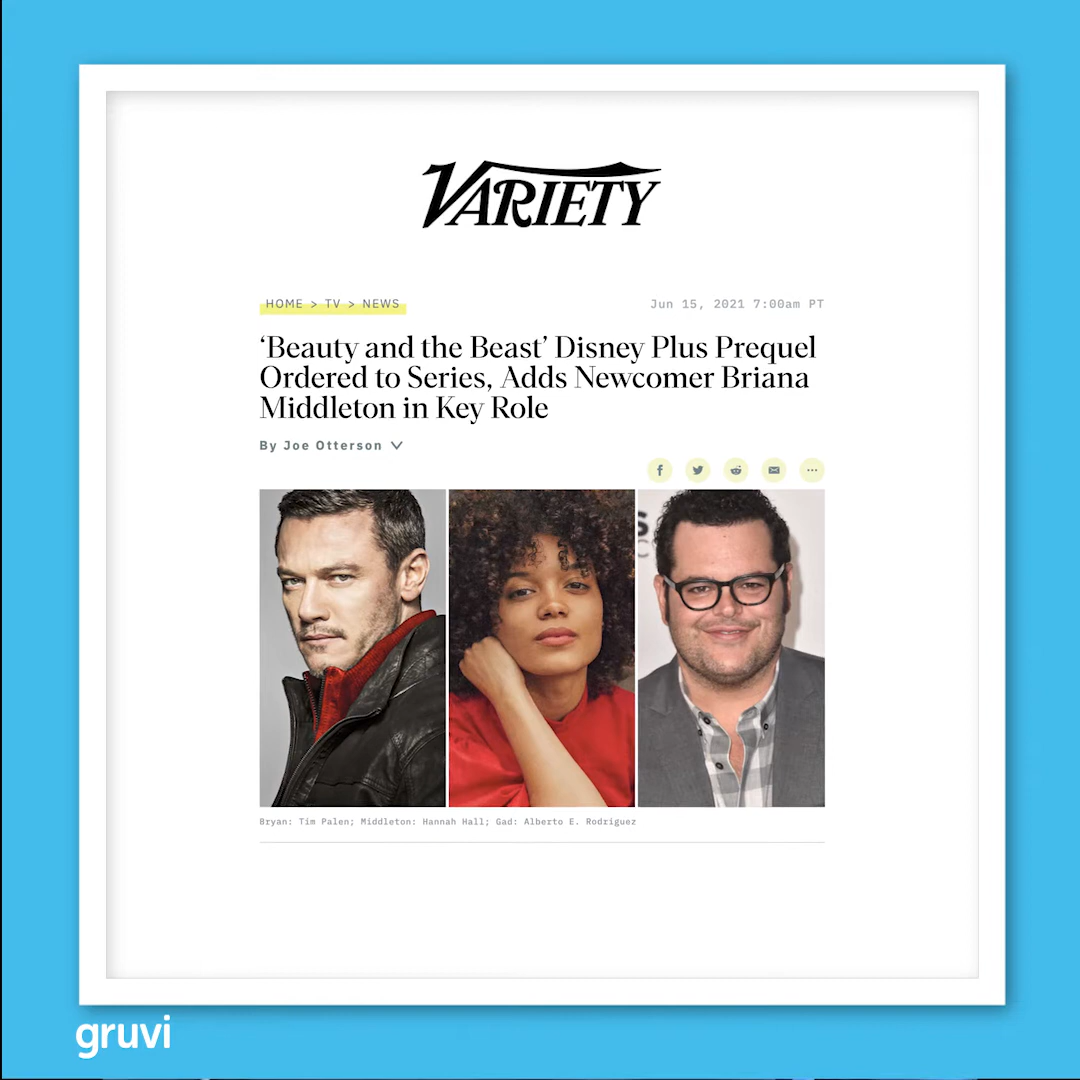 VARIETY
HOME > TV > NEWS
Jun 15, 2021 7:00am PT
‘Beauty and the Beast’ Disney Plus Prequel
Ordered to Series, Adds Newcomer Briana
Middleton in Key Role
By Joe Otterson
f
S
C
Bryan: Tim Palen; Middleton: Hannah Hall; Gad: Alberto E. Rodriguez
gruvi